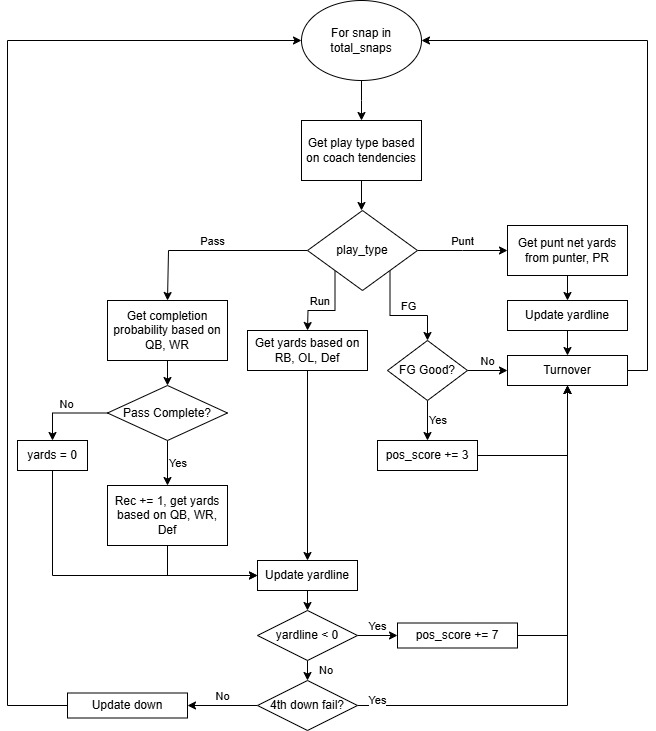 For snap in
total_snaps
Get play type based
on coach tendencies
play_type
Pass
Punt
Run
FG
Get punt net yards
from punter, PR
Update yardline
Get completion
probability based on
QB, WR
Get yards based on
RB, OL, Def
FG Good?
No
Turnover
Pass Complete?
No
Yes
Yes
yards = 0
pos_score += 3
Rec += 1, get yards
based on QB, WR,
Def
Update yardline
yardline < 0
Yes
pos_score += 7
No
4th down fail?
No
Yes
Update down